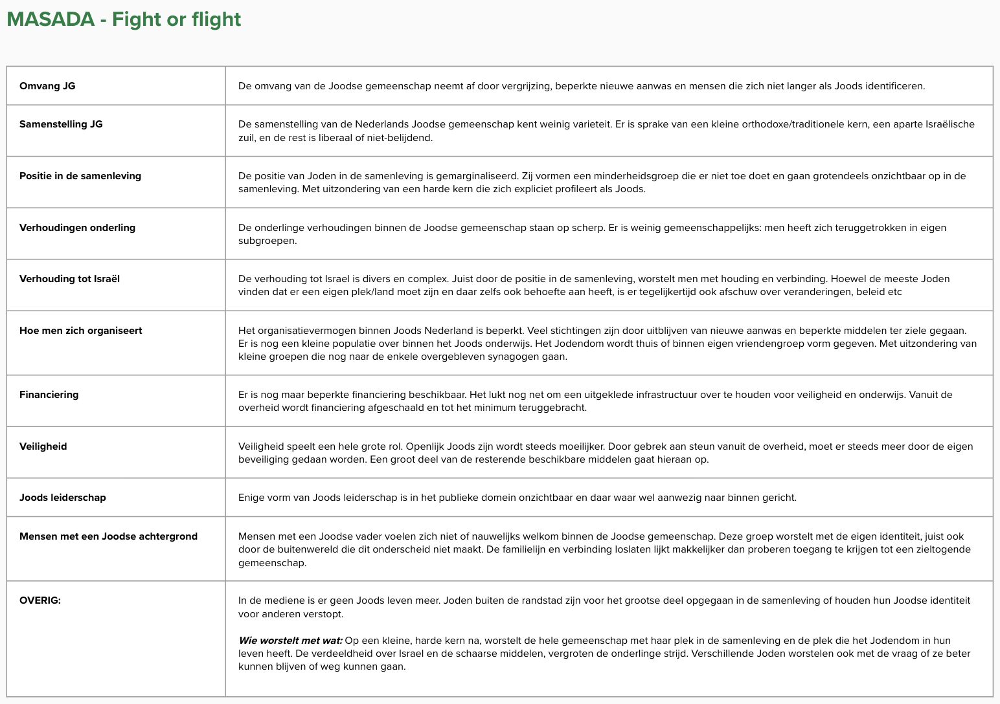 MASADA - Fight or flight
Omvang JG
De omvang van de Joodse gemeenschap neemt af door vergrijzing, beperkte nieuwe aanwas en mensen die zich niet langer als Joods identificeren.
Samenstelling JG
De samenstelling van de Nederlands Joodse gemeenschap kent weinig varieteit. Er is sprake van een kleine orthodoxe/traditionele kern, een aparte Israëlische
zuil, en de rest is liberaal of niet-belijdend.
Positie in de samenleving
De positie van Joden in de samenleving is gemarginaliseerd. Zij vormen een minderheidsgroep die er niet toe doet en gaan grotendeels onzichtbaar op in de
samenleving. Met uitzondering van een harde kern die zich expliciet profileert als Joods.
Verhoudingen onderling
De onderlinge verhoudingen binnen de Joodse gemeenschap staan op scherp. Er is weinig gemeenschappelijks: men heeft zich teruggetrokken in eigen
subgroepen.
Verhouding tot Israël
De verhouding tot Israel is divers en complex. Juist door de positie in de samenleving, worstelt men met houding en verbinding. Hoewel de meeste Joden
vinden dat er een eigen plek/land moet zijn en daar zelfs ook behoefte aan heeft, is er tegelijkertijd ook afschuw over veranderingen, beleid etc
Hoe men zich organiseert
Het organisatievermogen binnen Joods Nederland is beperkt. Veel stichtingen zijn door uitblijven van nieuwe aanwas en beperkte middelen ter ziele gegaan.
Er is nog een kleine populatie over binnen het Joods onderwijs. Het Jodendom wordt thuis of binnen eigen vriendengroep vorm gegeven. Met uitzondering van
kleine groepen die nog naar de enkele overgebleven synagogen gaan.
Financiering
Er is nog maar beperkte financiering beschikbaar. Het lukt nog net om een uitgeklede infrastructuur over te houden voor veiligheid en onderwijs. Vanuit de
overheid wordt financiering afgeschaald en tot het minimum teruggebracht.
Veiligheid
Veiligheid speelt een hele grote rol. Openlijk Joods zijn wordt steeds moeilijker. Door gebrek aan steun vanuit de overheid, moet er steeds meer door de eigen
beveiliging gedaan worden. Een groot deel van de resterende beschikbare middelen gaat hieraan op.
Joods leiderschap
Enige vorm van Joods leiderschap is in het publieke domein onzichtbaar en daar waar wel aanwezig naar binnen gericht.
Mensen met een Joodse achtergrond
Mensen met een Joodse vader voelen zich niet of nauwelijks welkom binnen de Joodse gemeenschap. Deze groep worstelt met de eigen identiteit, juist ook
door de buitenwereld die dit onderscheid niet maakt. De familielijn en verbinding loslaten lijkt makkelijker dan proberen toegang te krijgen tot een zieltogende
gemeenschap.
OVERIG:
In de mediene is er geen Joods leven meer. Joden buiten de randstad zijn voor het grootse deel opgegaan in de samenleving of houden hun Joodse identiteit
voor anderen verstopt.
Wie worstelt met wat: Op een kleine, harde kern na, worstelt de hele gemeenschap met haar plek in de samenleving en de plek die het Jodendom in hun
leven heeft. De verdeeldheid over Israel en de schaarse middelen, vergroten de onderlinge strijd. Verschillende Joden worstelen ook met de vraag of ze beter
kunnen blijven of weg kunnen gaan.